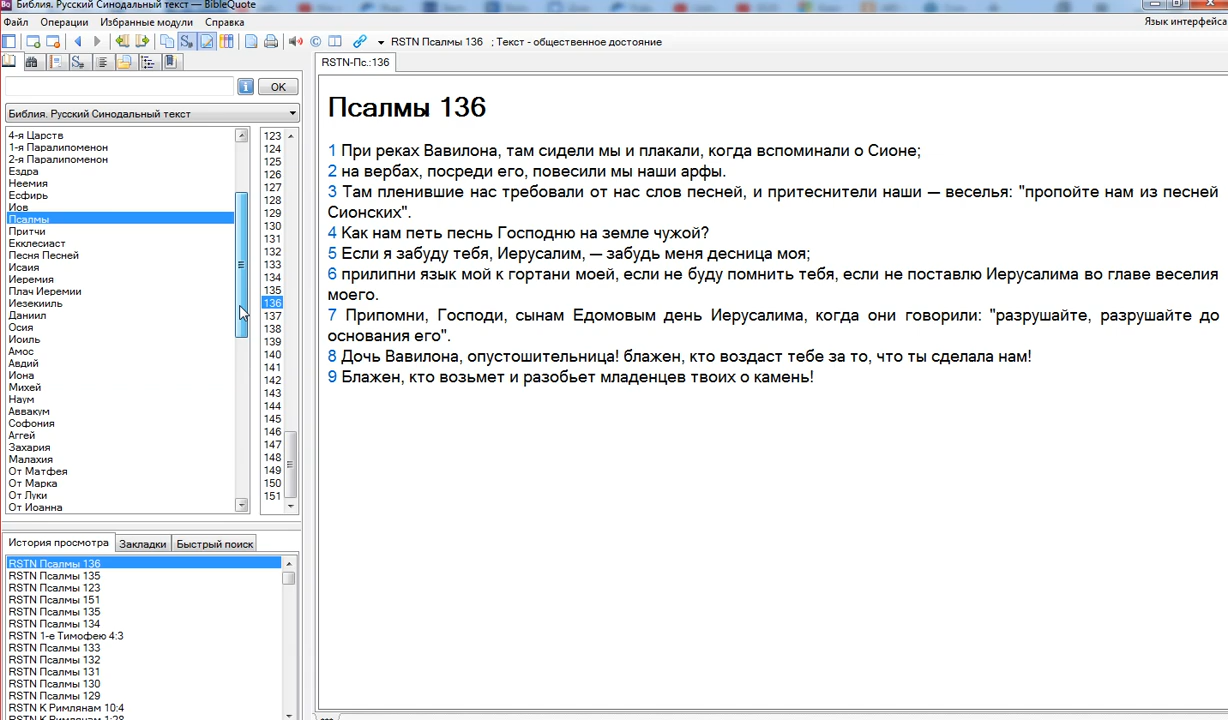 Библия. Русский Синодальный текст — BibleQuote
Файл Операции Избранные модули Справка
Язык интерфейса
RSTN Псалмы 136 ; Текст - общественное достояние
RSTN-Пс.:136
OK
Библия. Русский Синодальный текст
4-я Царств
1-я Паралипоменон
2-я Паралипоменон
Ездра
Неемия
Есфирь
Иов
Псалмы
Притчи
Екклесиаст
Песня Песней
Исаия
Иеремия
Плач Иеремии
Иезекииль
Даниил
Осия
Иоиль
Амос
Авдий
Иона
Михей
Наум
Аввакум
Софония
Аггей
Захария
Малахия
От Матфея
От Марка
От Луки
От Иоанна
123
124
125
126
127
128
129
130
131
132
133
134
135
136
137
138
139
140
141
142
143
144
145
146
147
148
149
150
151
Псалмы 136
1 При реках Вавилона, там сидели мы и плакали, когда вспоминали о Сионе;
2 на вербах, посреди его, повесили мы наши арфы.
3 Там пленившие нас требовали от нас слов песней, и притеснители наши — веселья: "пропойте нам из песней
Сионских".
4 Как нам петь песнь Господню на земле чужой?
5 Если я забуду тебя, Иерусалим, — забудь меня десница моя;
6 прилипни язык мой к гортани моей, если не буду помнить тебя, если не поставлю Иерусалима во главе веселия
моего.
7 Припомни, Господи, сынам Едомовым день Иерусалима, когда они говорили: "разрушайте, разрушайте до
основания его".
8 Дочь Вавилона, опустошительница! блажен, кто воздаст тебе за то, что ты сделала нам!
9 Блажен, кто возьмет и разобьет младенцев твоих о камень!
История просмотра Закладки Быстрый поиск
RSTN Псалмы 136
RSTN Псалмы 135
RSTN Псалмы 123
RSTN Псалмы 151
RSTN Псалмы 135
RSTN Псалмы 134
RSTN 1-е Тимофею 4:3
RSTN Псалмы 133
RSTN Псалмы 132
RSTN Псалмы 131
RSTN Псалмы 130
RSTN Псалмы 129
RSTN К Римлянам 10:4
RSTN К Римлянам 1:28